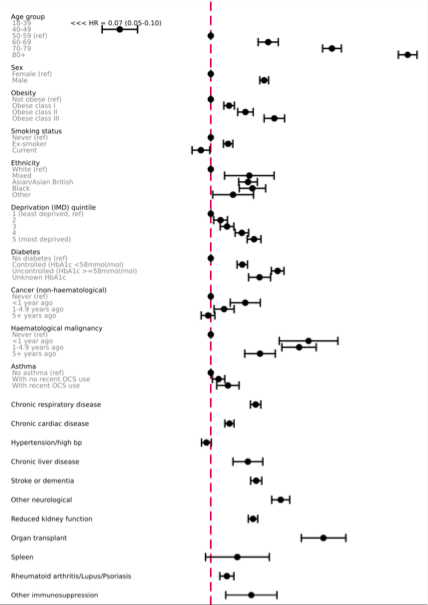 Age group
18-39
<<< HR = 0.07 (0.05-0.10)
40-49
50-59 (ref)
60-69
70-79
80+
Sex
Female (ref)
Male
Obesity
Not obese (ref)
Obese class I
Obese class II
Obese class III
Smoking status
Never (ref)
Ex-smoker
Current
Ethnicity
White (ref)
Mixed
Asian/Asian British
Black
Other
Deprivation (IMD) quintile
1 (least deprived, ref)
2
3
4
5 (most deprived)
Diabetes
No diabetes (ref)
Controlled (HbA1c <58mmol/mol)
Uncontrolled (HbA1c >=58mmol/mol)
Unknown HbA1c
Cancer (non-haematological)
Never (ref)
<1 year ago
1-4.9 years ago
5+ years ago
Haematological malignancy
Never (ref)
<1 year ago
1-4.9 years ago
5+ years ago
Asthma
No asthma (ref)
With no recent OCS use
With recent OCS use
Chronic respiratory disease
Chronic cardiac disease
Hypertension/high bp
Chronic liver disease
Stroke or dementia
Other neurological
Reduced kidney function
Organ transplant
Spleen
Rheumatoid arthritis/Lupus/Psoriasis
Other immunosuppression